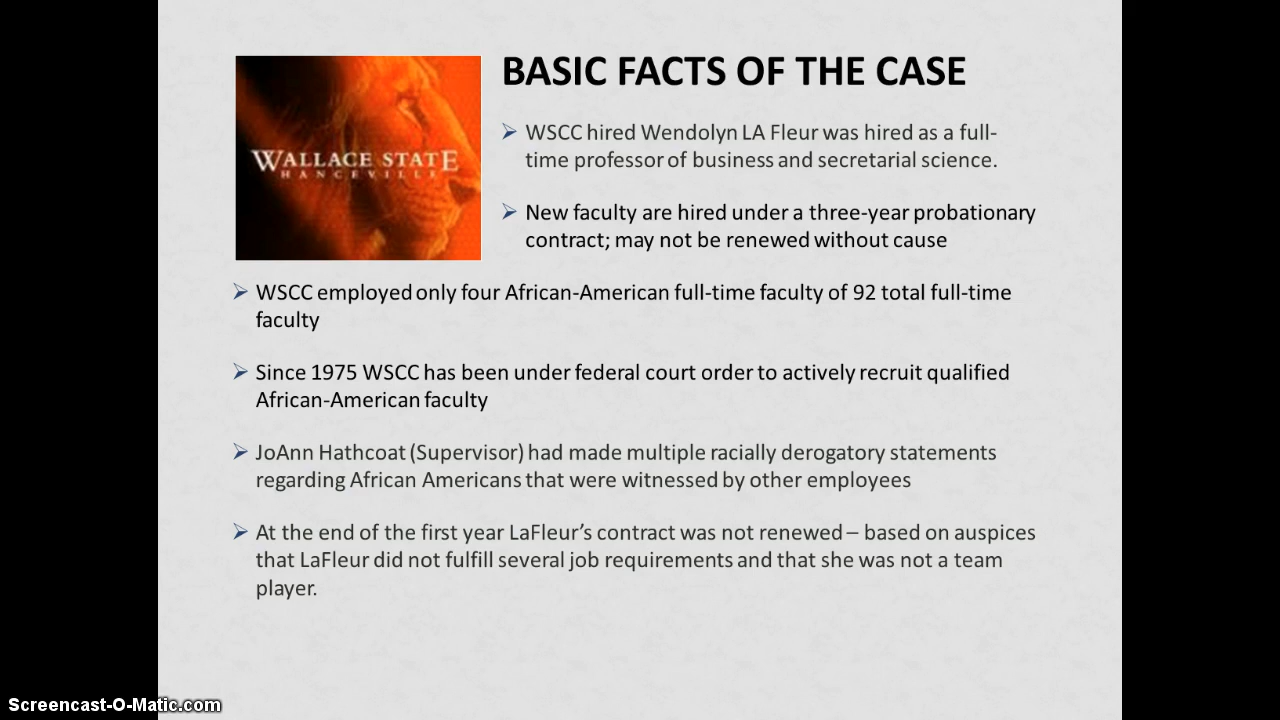 BASIC FACTS OF THE CASE
WALLACE STATE
HANCEVILLE
WSCC hired Wendolyn LA Fleur was hired as a full-
time professor of business and secretarial science.
New faculty are hired under a three-year probationary
contract; may not be renewed without cause
WSCC employed only four African-American full-time faculty of 92 total full-time
faculty
Since 1975 WSCC has been under federal court order to actively recruit qualified
African-American faculty
JoAnn Hathcoat (Supervisor) had made multiple racially derogatory statements
regarding African Americans that were witnessed by other employees
At the end of the first year LaFleur’s contract was not renewed – based on auspices
that LaFleur did not fulfill several job requirements and that she was not a team
player.
Screencast-O-Matic.com